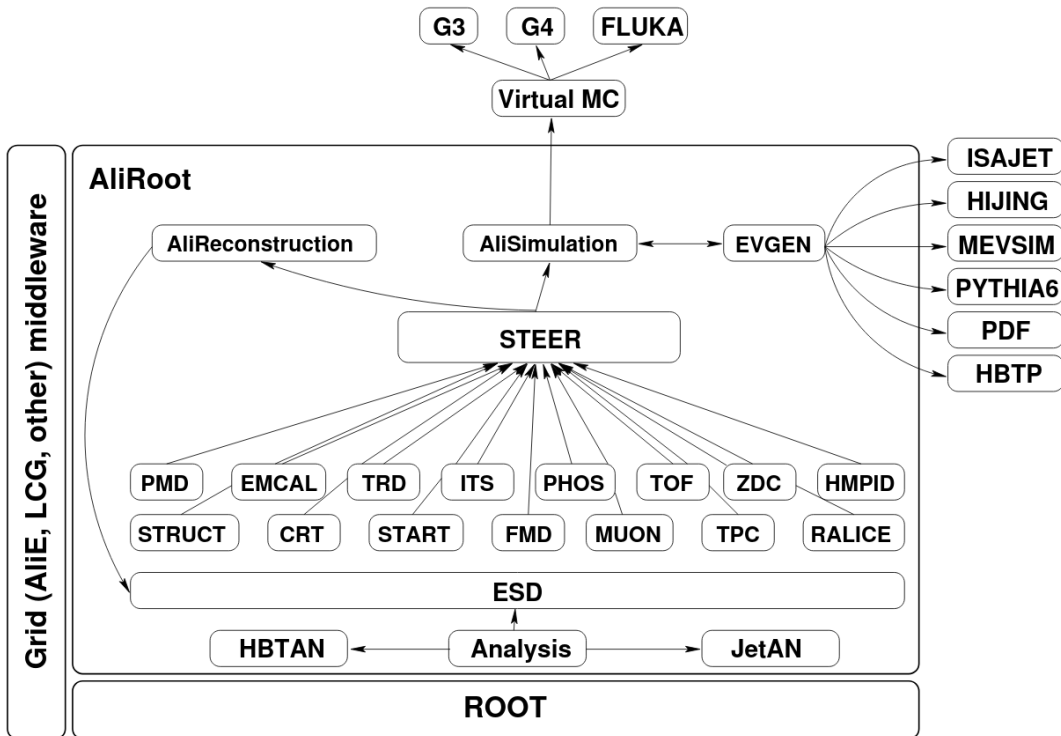 G3
G4
FLUKA
Virtual MC
Grid (AliE, LCG, other) middleware
AliRoot
AliReconstruction
AliSimulation
EVGEN
ISAJET
HIJING
MEVSIM
PYTHIA6
PDF
HBTP
STEER
PMD
EMCAL
TRD
ITS
PHOS
TOF
ZDC
HMPID
STRUCT
CRT
START
FMD
MUON
TPC
RALICE
ESD
HBTAN
Analysis
JetAN
ROOT